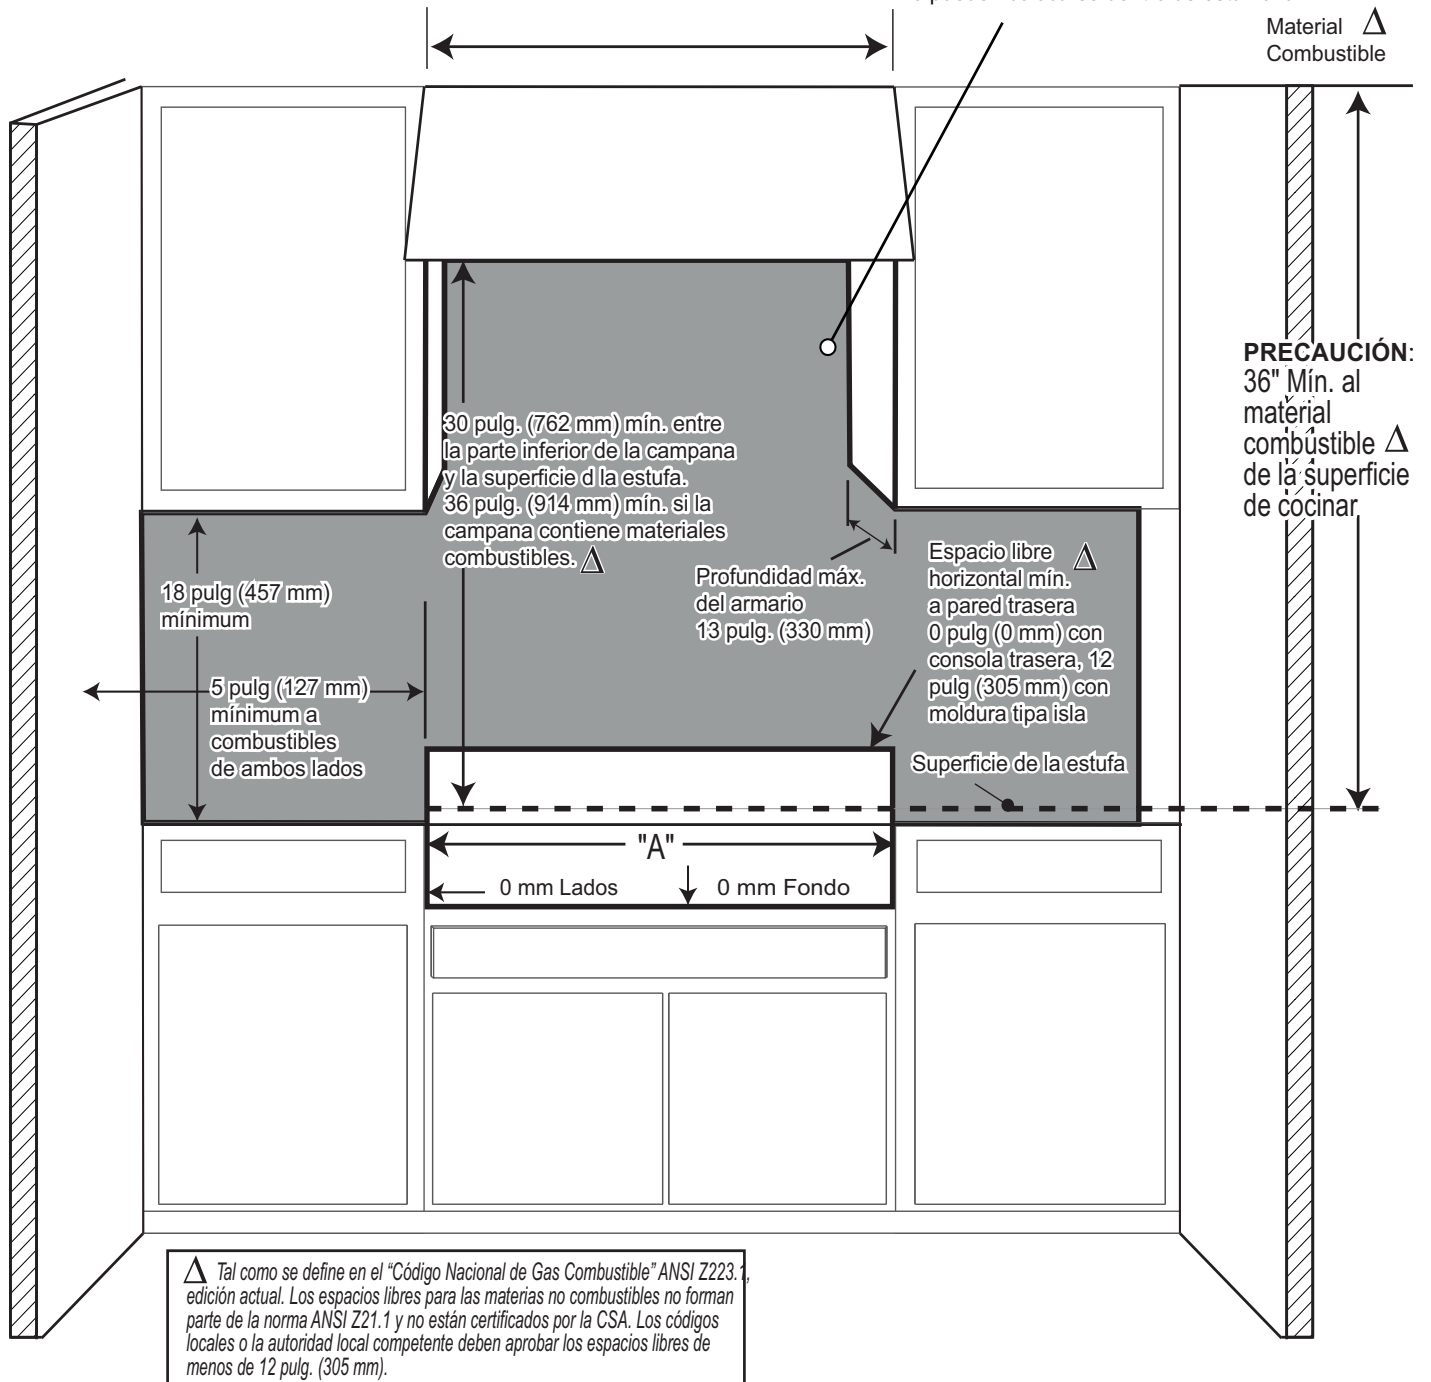 Material Δ
Combustible
PRECAUCIÓN:
36" Mín. al
material
combustible Δ
de la superficie
de cocinar
30 pulg. (762 mm) mín. entre
la parte inferior de la campana
y la superficie d la estufa.
36 pulg. (914 mm) mín. si la
campana contiene materiales
combustibles. Δ
18 pulg (457 mm)
mínimum
5 pulg (127 mm)
mínimum a
combustibles
de ambos lados
Profundidad máx.
del armario
13 pulg. (330 mm)
Espacio libre Δ
horizontal mín.
a pared trasera
0 pulg (0 mm) con
consola trasera, 12
pulg (305 mm) con
moldura tipa isla
Superficie de la estufa
"A"
0 mm Lados
0 mm Fondo
Δ Tal como se define en el “Código Nacional de Gas Combustible” ANSI Z223.1,
edición actual. Los espacios libres para las materias no combustibles no forman
parte de la norma ANSI Z21.1 y no están certificados por la CSA. Los códigos
locales o la autoridad local competente deben aprobar los espacios libres de
menos de 12 pulg. (305 mm).